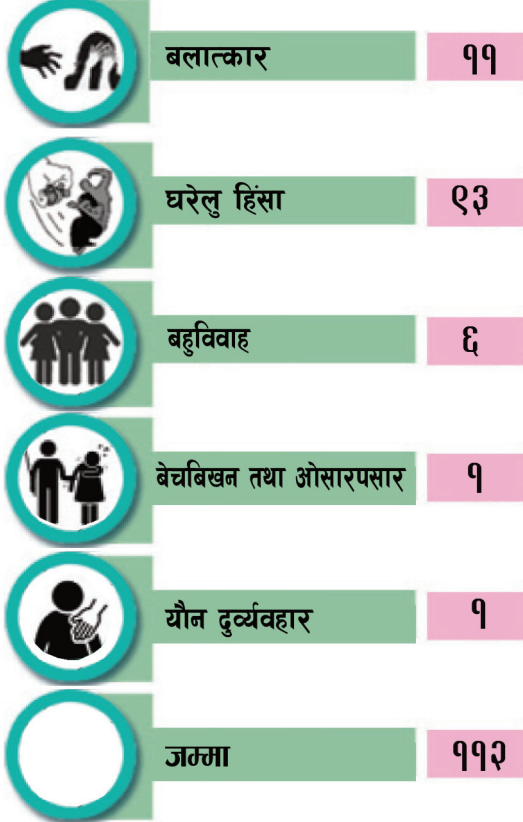 बलात्कार ११
घरेलु हिंसा ९३
बहुविवाह ६
बेचबिखन तथा ओसारपसार १
यौन दुर्व्यवहार १
जम्मा ११२